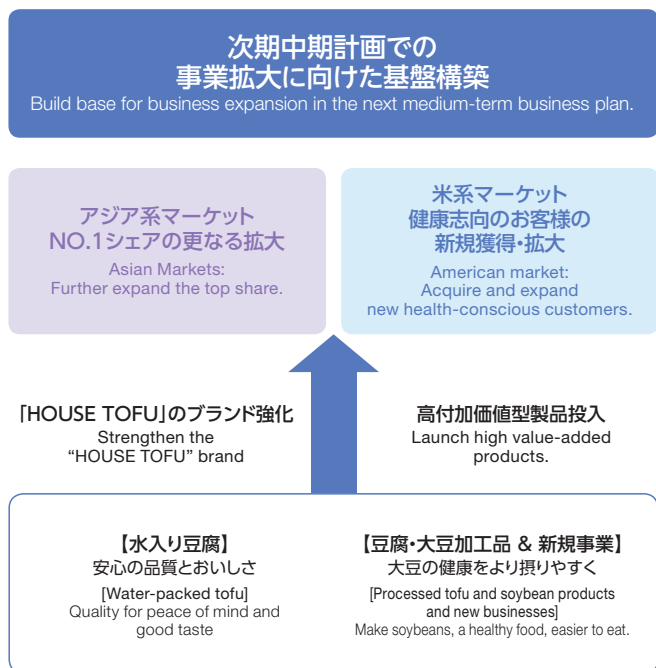 次期中期計画での
事業拡大に向けた基盤構築
Build base for business expansion in the next medium-term business plan.
アジア系マーケット
NO.1シェアの更なる拡大
Asian Markets:
Further expand the top share.
米系マーケット
健康志向のお客様の
新規獲得・拡大
American market:
Acquire and expand
new health-conscious customers.
「HOUSE TOFU」のブランド強化
Strengthen the
“HOUSE TOFU” brand
高付加価値型製品投入
Launch high value-added
products.
【水入り豆腐】
安心の品質とおいしさ
[Water-packed tofu]
Quality for peace of mind and
good taste
【豆腐・大豆加工品 & 新規事業】
大豆の健康をより摂りやすく
[Processed tofu and soybean products
and new businesses]
Make soybeans, a healthy food, easier to eat.